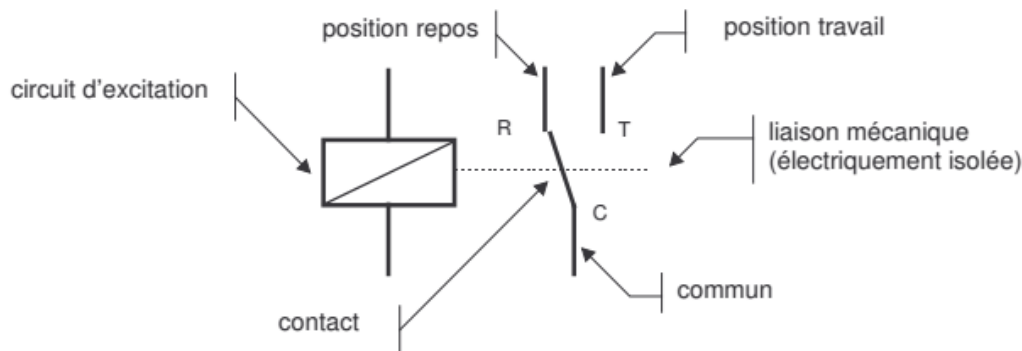 position repos
position travail
circuit d'excitation
R
T
liaison mécanique
(électriquement isolée)
C
commun
contact